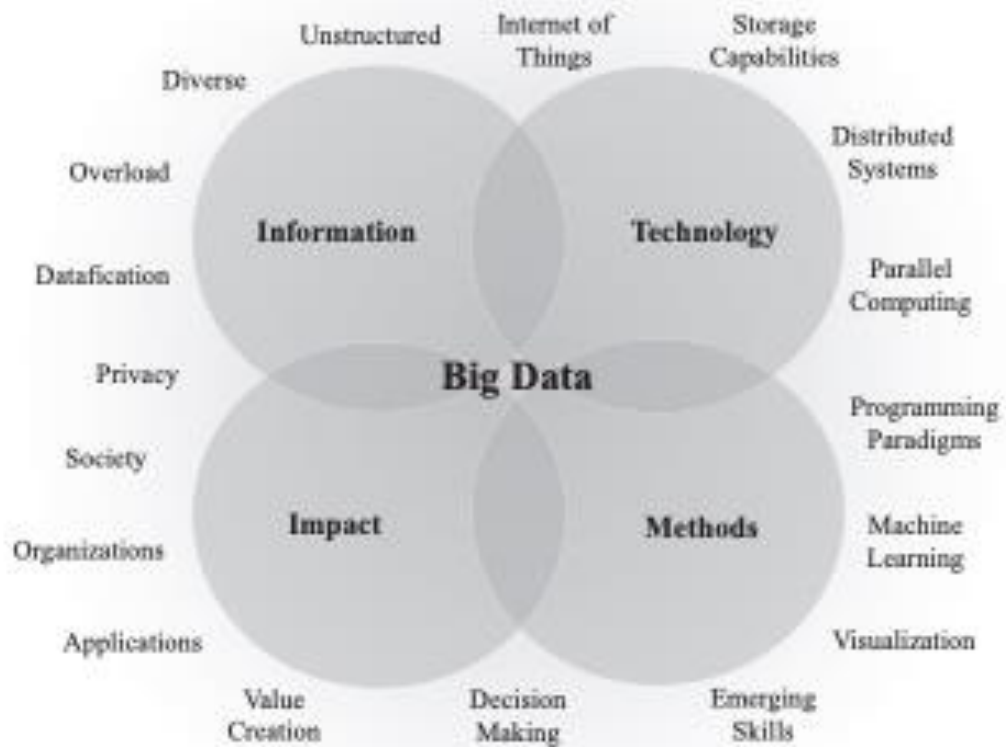 Unstructured
Internet of
Things
Storage
Capabilities
Diverse
Distributed
Systems
Overload
Information
Technology
Datafication
Parallel
Computing
Privacy
Big Data
Programming
Paradigms
Society
Impact
Methods
Organizations
Machine
Learning
Applications
Visualization
Value
Creation
Decision
Making
Emerging
Skills